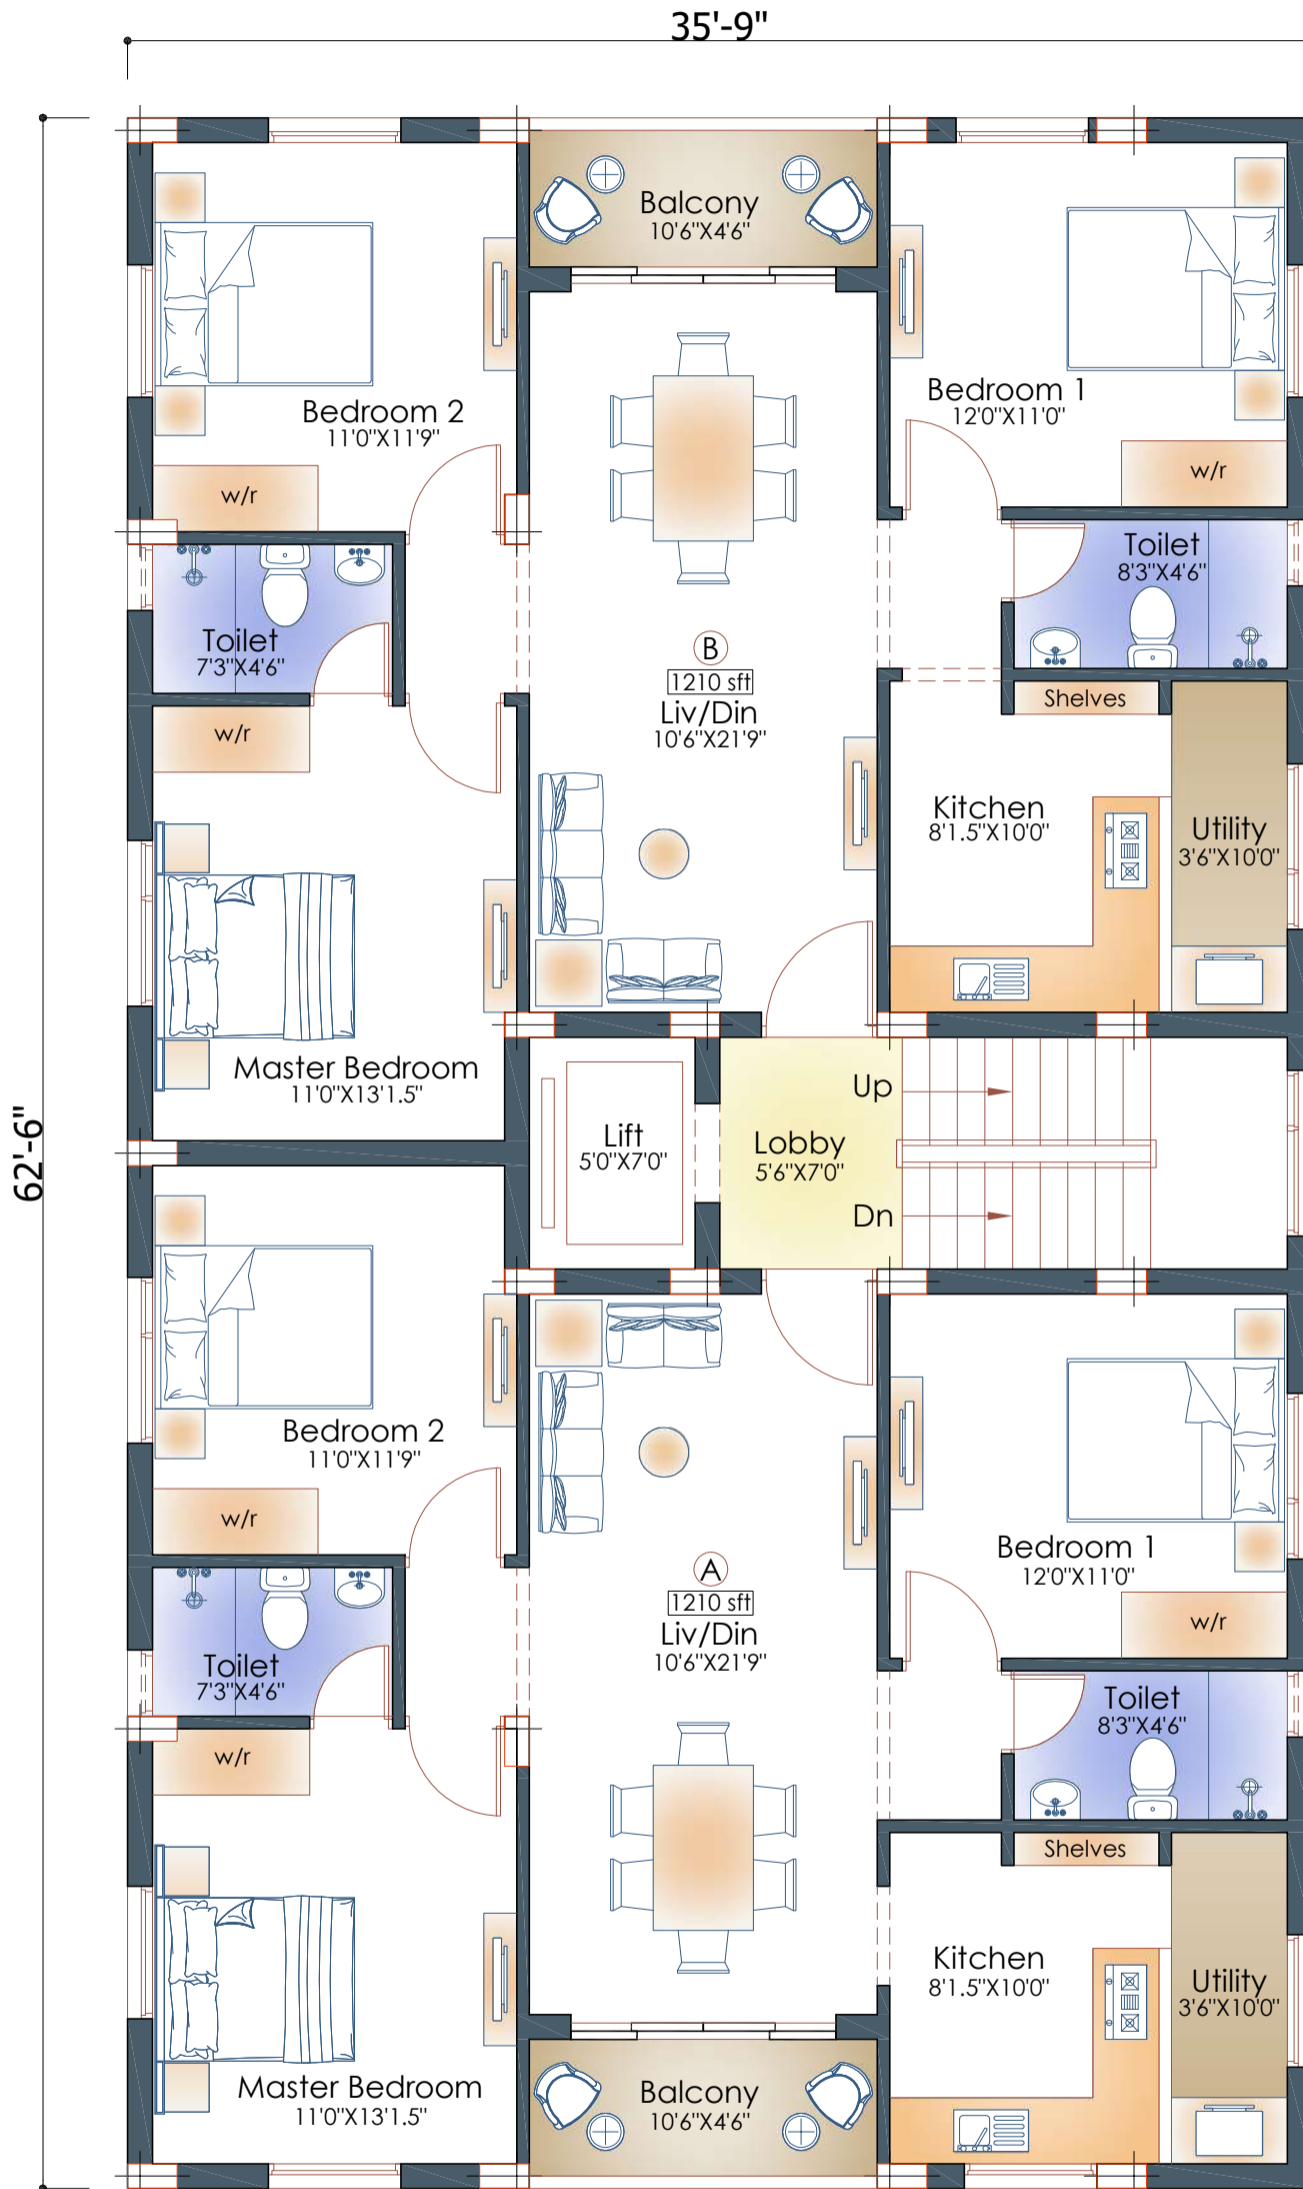 35'-9"
62'-6"
Balcony
10'6"X4'6"
Bedroom 2
11'0"X11'9"
Bedroom 1
12'0"X11'0"
w/r
w/r
Toilet
8'3"X4'6"
Toilet
7'3"X4'6"
B
1210 sft
Liv/Din
10'6"X21'9"
Shelves
w/r
Kitchen
8'1.5"X10'0"
Utility
3'6"X10'0"
Master Bedroom
11'0"X13'1.5"
Up
Lift
5'0"X7'0"
Lobby
5'6"X7'0"
Dn
Bedroom 2
11'0"X11'9"
w/r
Bedroom 1
12'0"X11'0"
A
1210 sft
Liv/Din
10'6"X21'9"
w/r
Toilet
7'3"X4'6"
Toilet
8'3"X4'6"
w/r
Shelves
Kitchen
8'1.5"X10'0"
Utility
3'6"X10'0"
Master Bedroom
11'0"X13'1.5"
Balcony
10'6"X4'6"